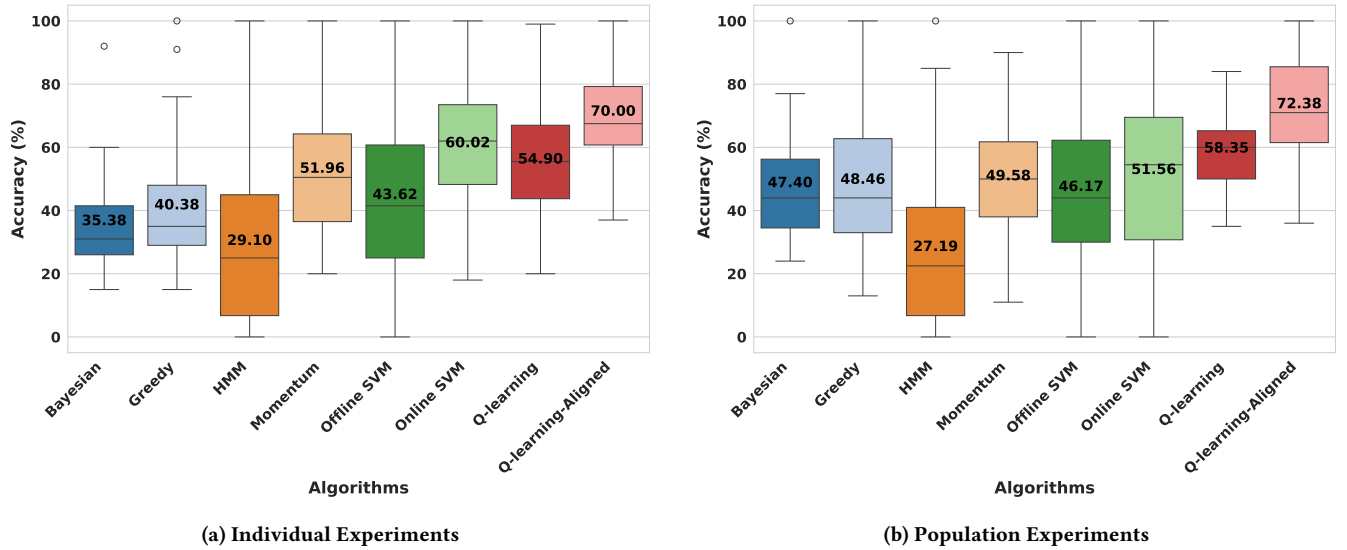 100
80
60
40
20
0
Accuracy (%)
35.38
40.38
29.10
51.96
43.62
60.02
54.90
70.00
Bayesian
Greedy
HMM
Momentum
Offline SVM
Online SVM
Q-learning
Q-learning-Aligned
Algorithms
(a) Individual Experiments
100
80
60
40
20
0
Accuracy (%)
47.40
48.46
27.19
49.58
46.17
51.56
58.35
72.38
Bayesian
Greedy
HMM
Momentum
Offline SVM
Online SVM
Q-learning
Q-learning-Aligned
Algorithms
(b) Population Experiments